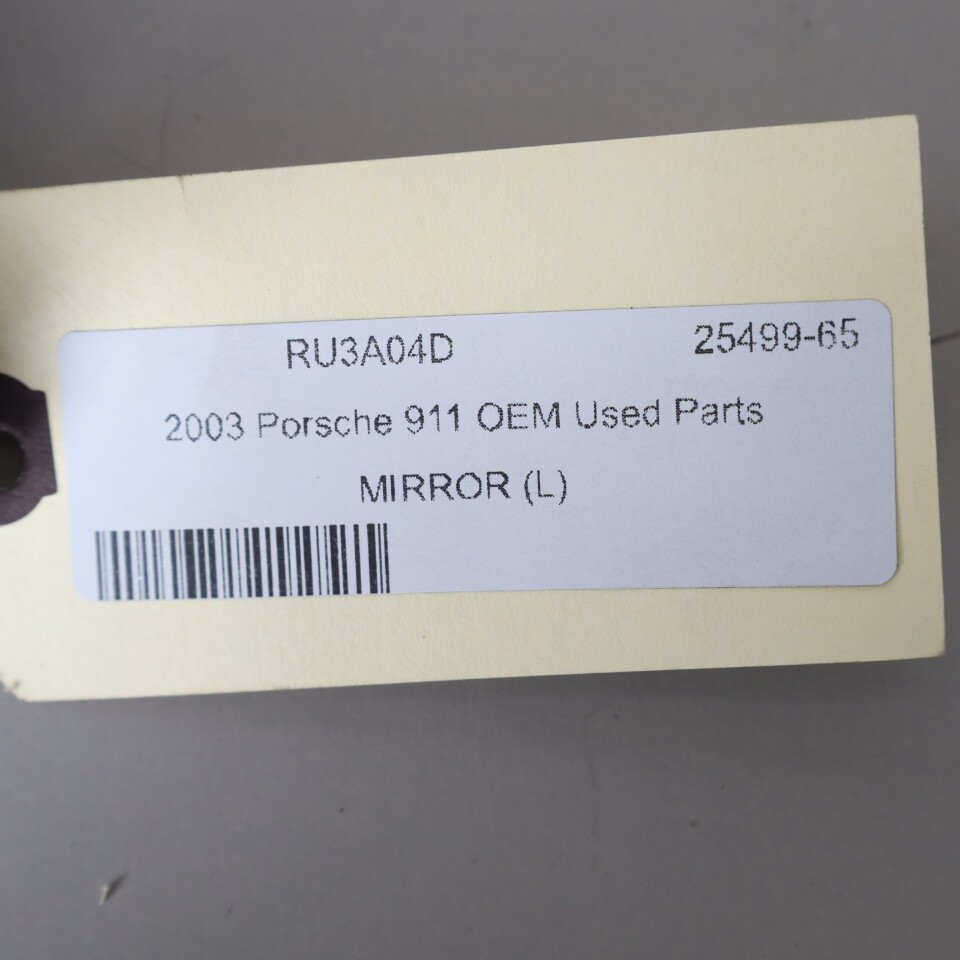 RU3A04D 25499-65
2003 Porsche 911 OEM Used Parts
MIRROR (L)